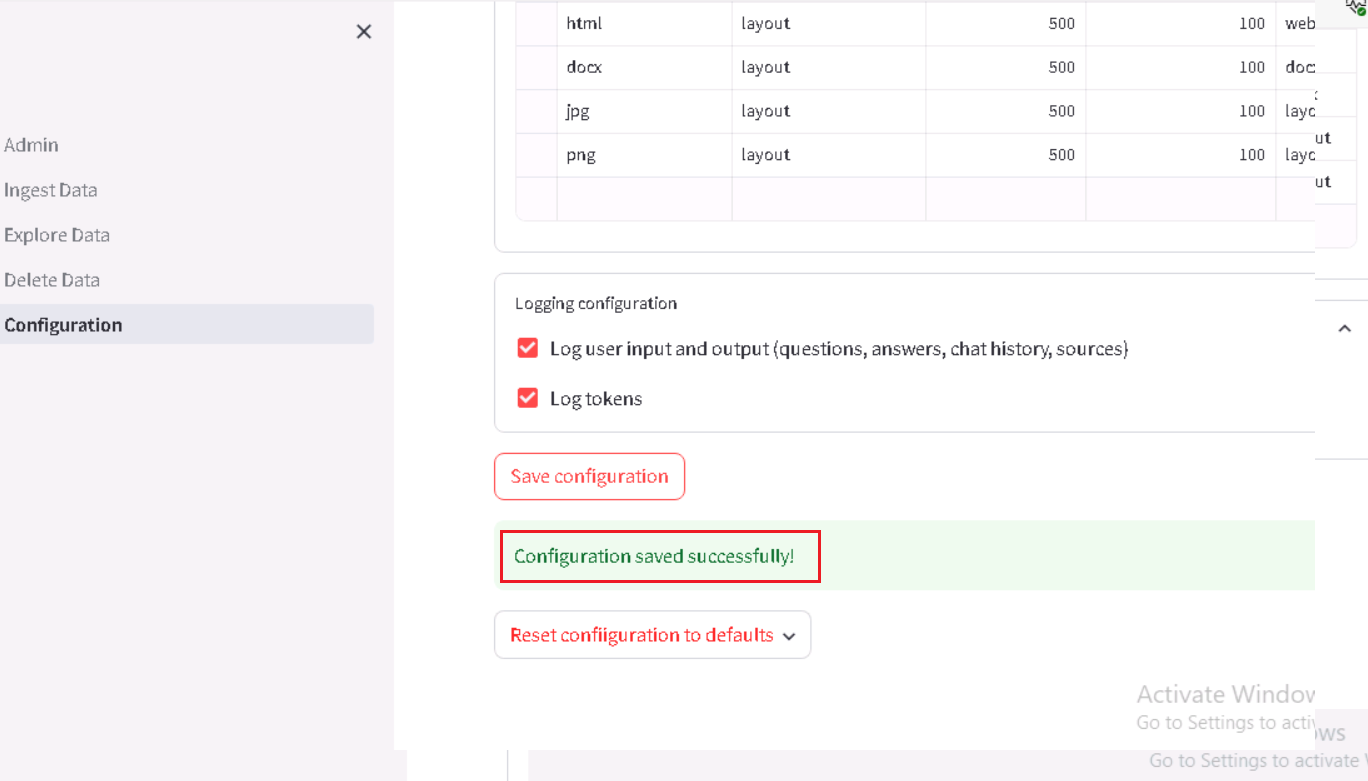 Admin
Ingest Data
Explore Data
Delete Data
Configuration
html layout 500 100 web
docx layout 500 100 doc
jpg layout 500 100 layo
png layout 500 100 layo
ut
ut
Logging configuration
Log user input and output (questions, answers, chat history, sources)
Log tokens
Save configuration
Configuration saved successfully!
Reset confiiguration to defaults
Activate Window
Go to Settings to activ
ows
Go to Settings to activate W